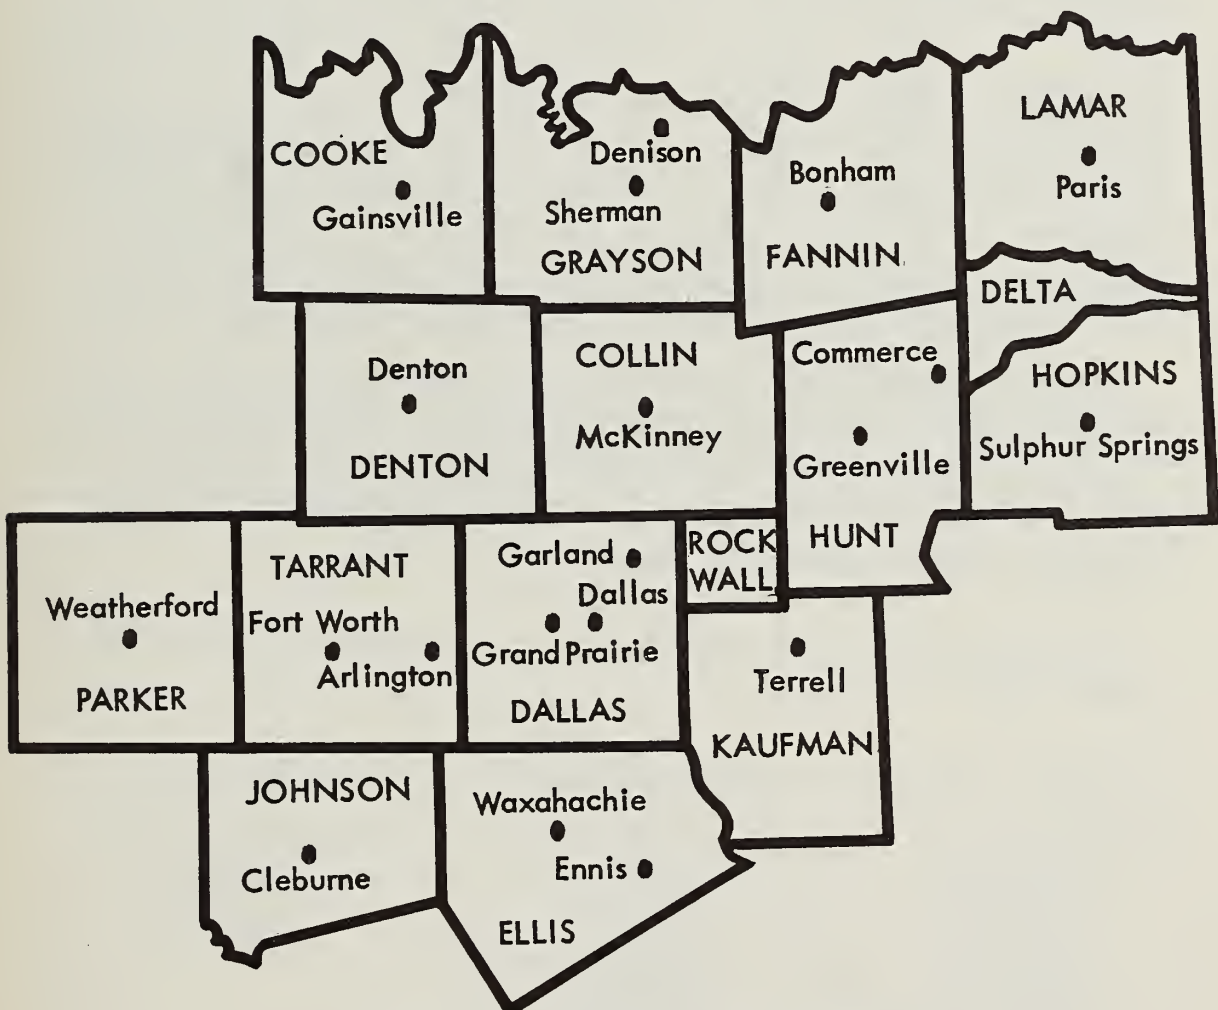 LAMAR
COOKE
Denison
Bonham
Paris
Gainsville
Sherman
GRAYSON
FANNIN
DELTA
Denton
COLLIN
Commerce
HOPKINS
McKinney
Sulphur Springs
DENTON
Greenville
TARRANT
Garland
ROCK
WALL
HUNT
Weatherford
Fort Worth
Dallas
Arlington
Grand Prairie
Terrell
PARKER
DALLAS
KAUFMAN
JOHNSON
Waxahachie
Cleburne
Ennis
ELLIS